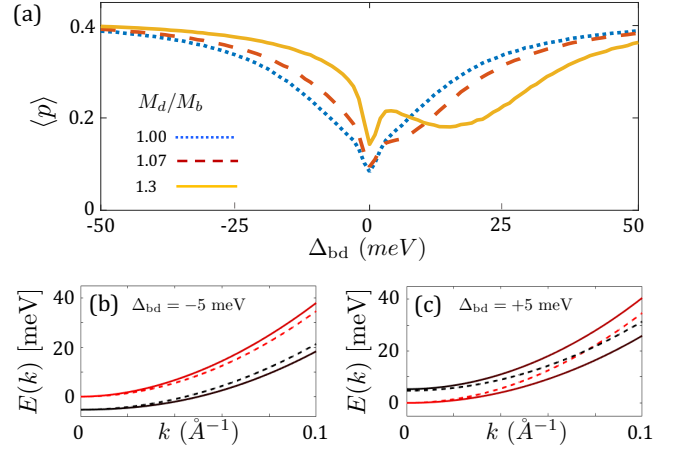 (a)
0.4
0.2
0
⟨p⟩
M_d/M_b
1.00
1.07
1.3
-50
-25
0
25
50
Δ_bd (meV)
(b)
Δ_bd = −5 meV
40
20
0
E(k) [meV]
0
0.1
k (Å⁻¹)
(c)
Δ_bd = +5 meV
40
20
0
E(k) [meV]
0
0.1
k (Å⁻¹)